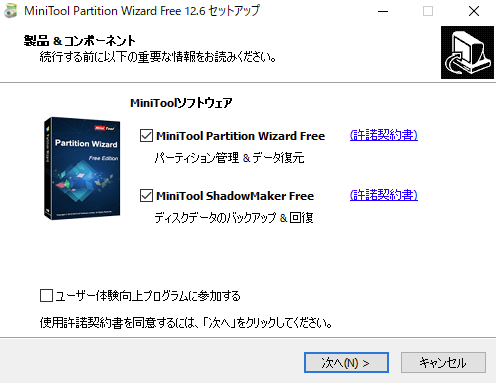 MiniTool Partition Wizard Free 12.6 セットアップ
製品 & コンポーネント
続行する前に以下の重要な情報をお読みください。
MiniToolソフトウェア
Mini Tool
Partition Wizard
Free Edition
MiniTool Partition Wizard Free
(許諾契約書)
パーティション管理 & データ復元
MiniTool ShadowMaker Free
(許諾契約書)
ディスクデータのバックアップ & 回復
ユーザー体験向上プログラムに参加する
使用許諾契約書を同意するには、「次へ」をクリックしてください。
次へ(N) >
キャンセル